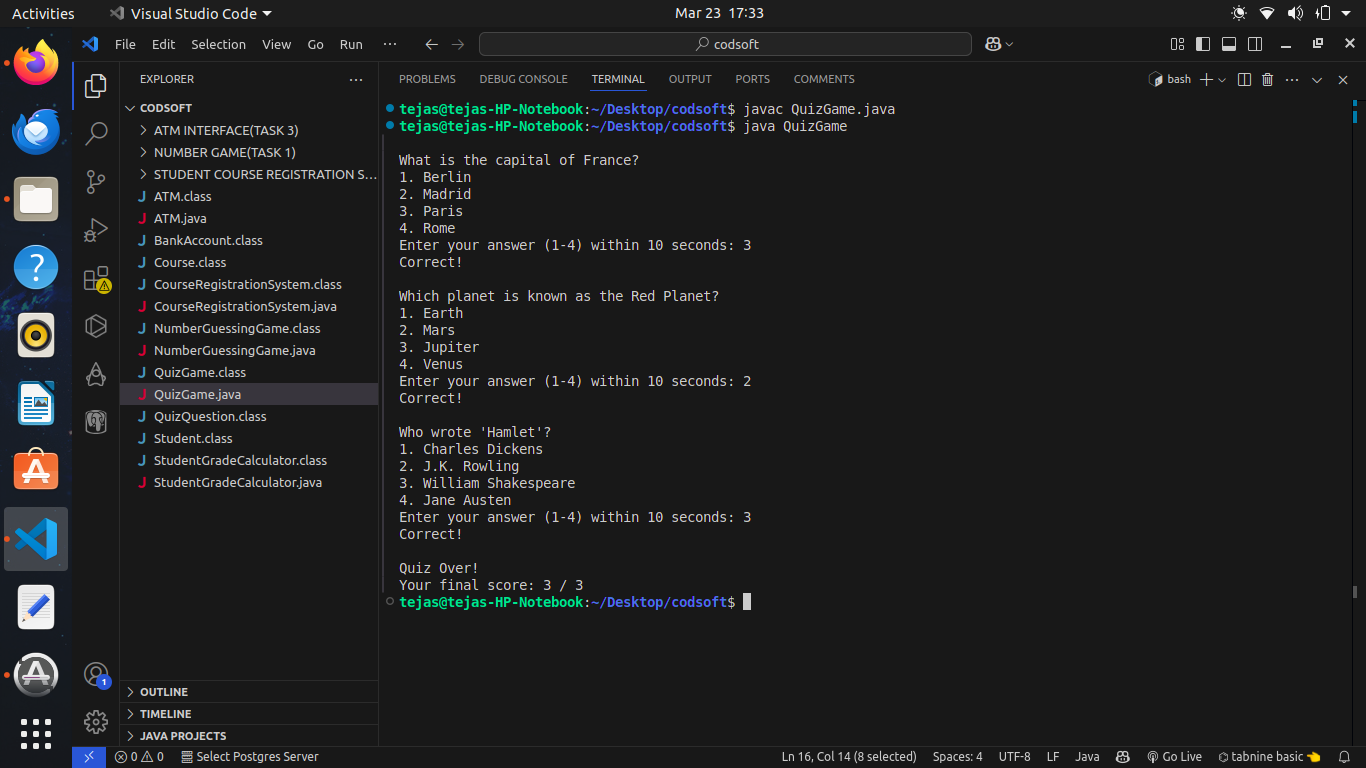 Activities
Visual Studio Code
Mar 23 17:33
File Edit Selection View Go Run ···
codsoft
EXPLORER ···
CODSOFT
ATM INTERFACE(TASK 3)
NUMBER GAME(TASK 1)
STUDENT COURSE REGISTRATION S...
J ATM.class
J ATM.java
J BankAccount.class
J Course.class
J CourseRegistrationSystem.class
J CourseRegistrationSystem.java
J NumberGuessingGame.class
J NumberGuessingGame.java
J QuizGame.class
J QuizGame.java
J QuizQuestion.class
J Student.class
J StudentGradeCalculator.class
J StudentGradeCalculator.java
OUTLINE
TIMELINE
JAVA PROJECTS
1
PROBLEMS DEBUG CONSOLE TERMINAL OUTPUT PORTS COMMENTS
bash
tejas@tejas-HP-Notebook:~/Desktop/codsoft$ javac QuizGame.java
tejas@tejas-HP-Notebook:~/Desktop/codsoft$ java QuizGame
What is the capital of France?
1. Berlin
2. Madrid
3. Paris
4. Rome
Enter your answer (1-4) within 10 seconds: 3
Correct!
Which planet is known as the Red Planet?
1. Earth
2. Mars
3. Jupiter
4. Venus
Enter your answer (1-4) within 10 seconds: 2
Correct!
Who wrote 'Hamlet'?
1. Charles Dickens
2. J.K. Rowling
3. William Shakespeare
4. Jane Austen
Enter your answer (1-4) within 10 seconds: 3
Correct!
Quiz Over!
Your final score: 3 / 3
tejas@tejas-HP-Notebook:~/Desktop/codsoft$
0 0 Select Postgres Server
Ln 16, Col 14 (8 selected) Spaces: 4 UTF-8 LF Java Go Live tabnine basic 👈